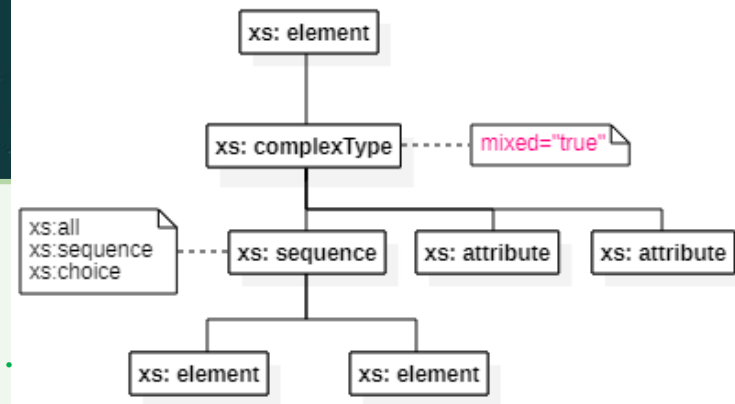 xs: element
xs: complexType
mixed="true"
xs:all
xs:sequence
xs:choice
xs: sequence
xs: attribute
xs: attribute
xs: element
xs: element